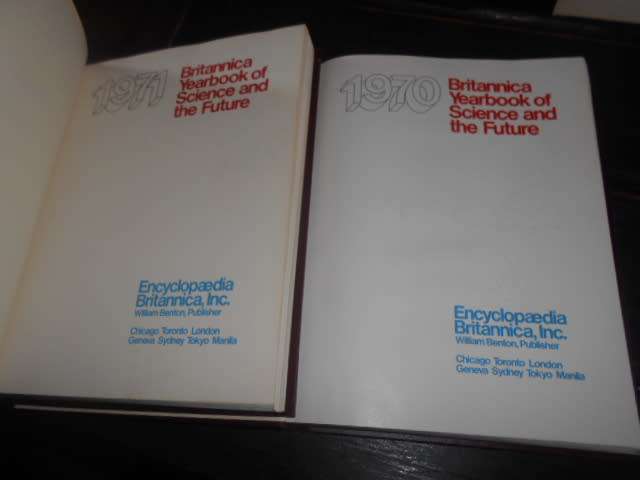 1971
Britannica
Yearbook of
Science and
the Future
Encyclopædia
Britannica, Inc.
William Benton, Publisher
Chicago Toronto London
Geneva Sydney Tokyo Manila
1970
Britannica
Yearbook of
Science and
the Future
Encyclopædia
Britannica, Inc.
William Benton, Publisher
Chicago Toronto London
Geneva Sydney Tokyo Manila